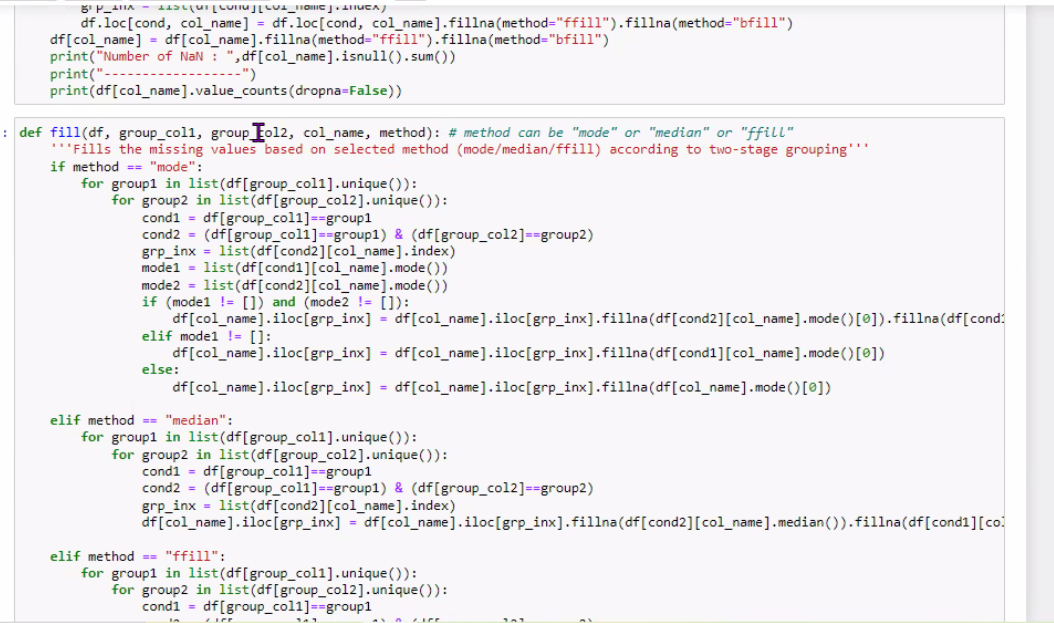 grp_inx = list(df[cond][col_name].index)
df.loc[cond, col_name] = df.loc[cond, col_name].fillna(method="ffill").fillna(method="bfill")
df[col_name] = df[col_name].fillna(method="ffill").fillna(method="bfill")
print("Number of NaN : ",df[col_name].isnull().sum())
print("------------------")
print(df[col_name].value_counts(dropna=False))
: def fill(df, group_col1, group_col2, col_name, method): # method can be "mode" or "median" or "ffill"
'''Fills the missing values based on selected method (mode/median/ffill) according to two-stage grouping'''
if method == "mode":
for group1 in list(df[group_col1].unique()):
for group2 in list(df[group_col2].unique()):
cond1 = df[group_col1]==group1
cond2 = (df[group_col1]==group1) & (df[group_col2]==group2)
grp_inx = list(df[cond2][col_name].index)
mode1 = list(df[cond1][col_name].mode())
mode2 = list(df[cond2][col_name].mode())
if (mode1 != []) and (mode2 != []):
df[col_name].iloc[grp_inx] = df[col_name].iloc[grp_inx].fillna(df[cond2][col_name].mode()[0]).fillna(df[cond1
elif mode1 != []:
df[col_name].iloc[grp_inx] = df[col_name].iloc[grp_inx].fillna(df[cond1][col_name].mode()[0])
else:
df[col_name].iloc[grp_inx] = df[col_name].iloc[grp_inx].fillna(df[col_name].mode()[0])
elif method == "median":
for group1 in list(df[group_col1].unique()):
for group2 in list(df[group_col2].unique()):
cond1 = df[group_col1]==group1
cond2 = (df[group_col1]==group1) & (df[group_col2]==group2)
grp_inx = list(df[cond2][col_name].index)
df[col_name].iloc[grp_inx] = df[col_name].iloc[grp_inx].fillna(df[cond2][col_name].median()).fillna(df[cond1][co
elif method == "ffill":
for group1 in list(df[group_col1].unique()):
for group2 in list(df[group_col2].unique()):
cond1 = df[group_col1]==group1